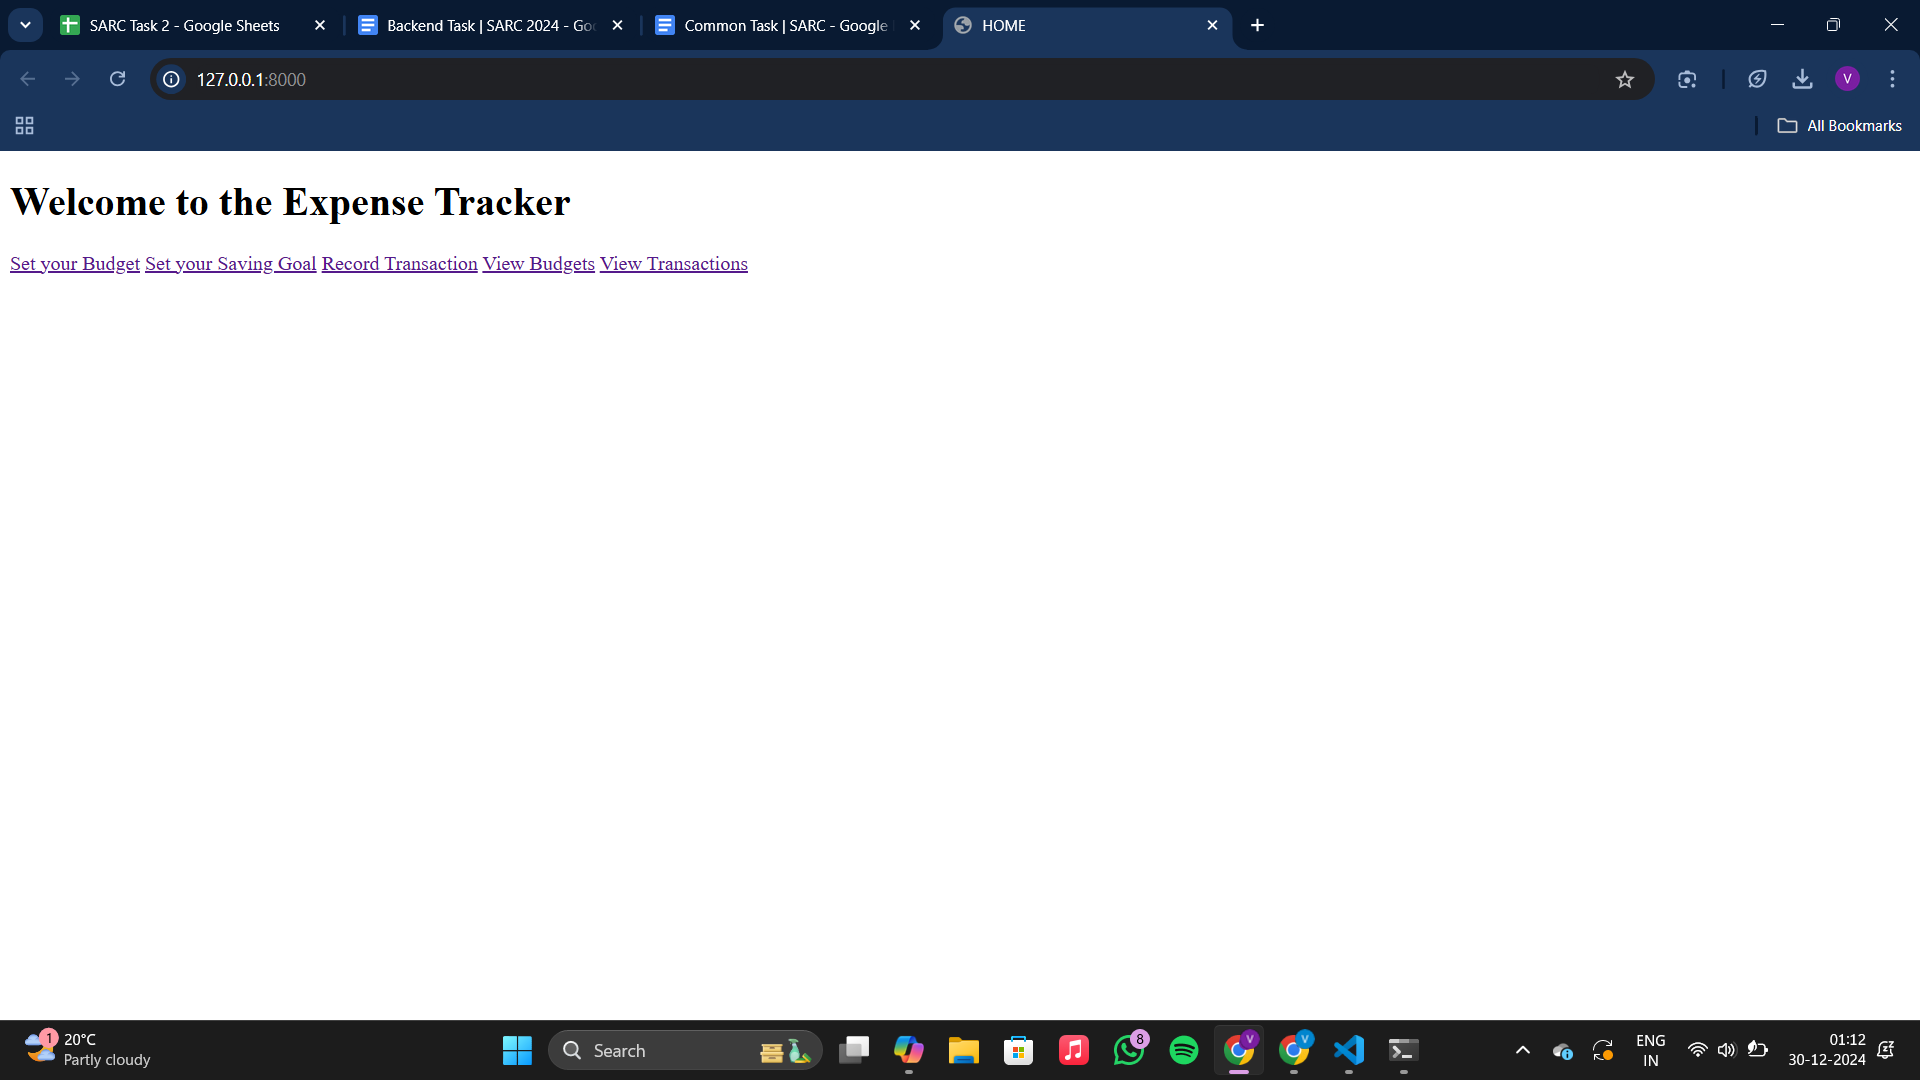 SARC Task 2 - Google Sheets
Backend Task | SARC 2024 - Goo
Common Task | SARC - Google
HOME
127.0.0.1:8000
V
All Bookmarks
Welcome to the Expense Tracker
Set your Budget Set your Saving Goal Record Transaction View Budgets View Transactions
1
20°C
Partly cloudy
Search
8
V
V
ENG
IN
01:12
30-12-2024